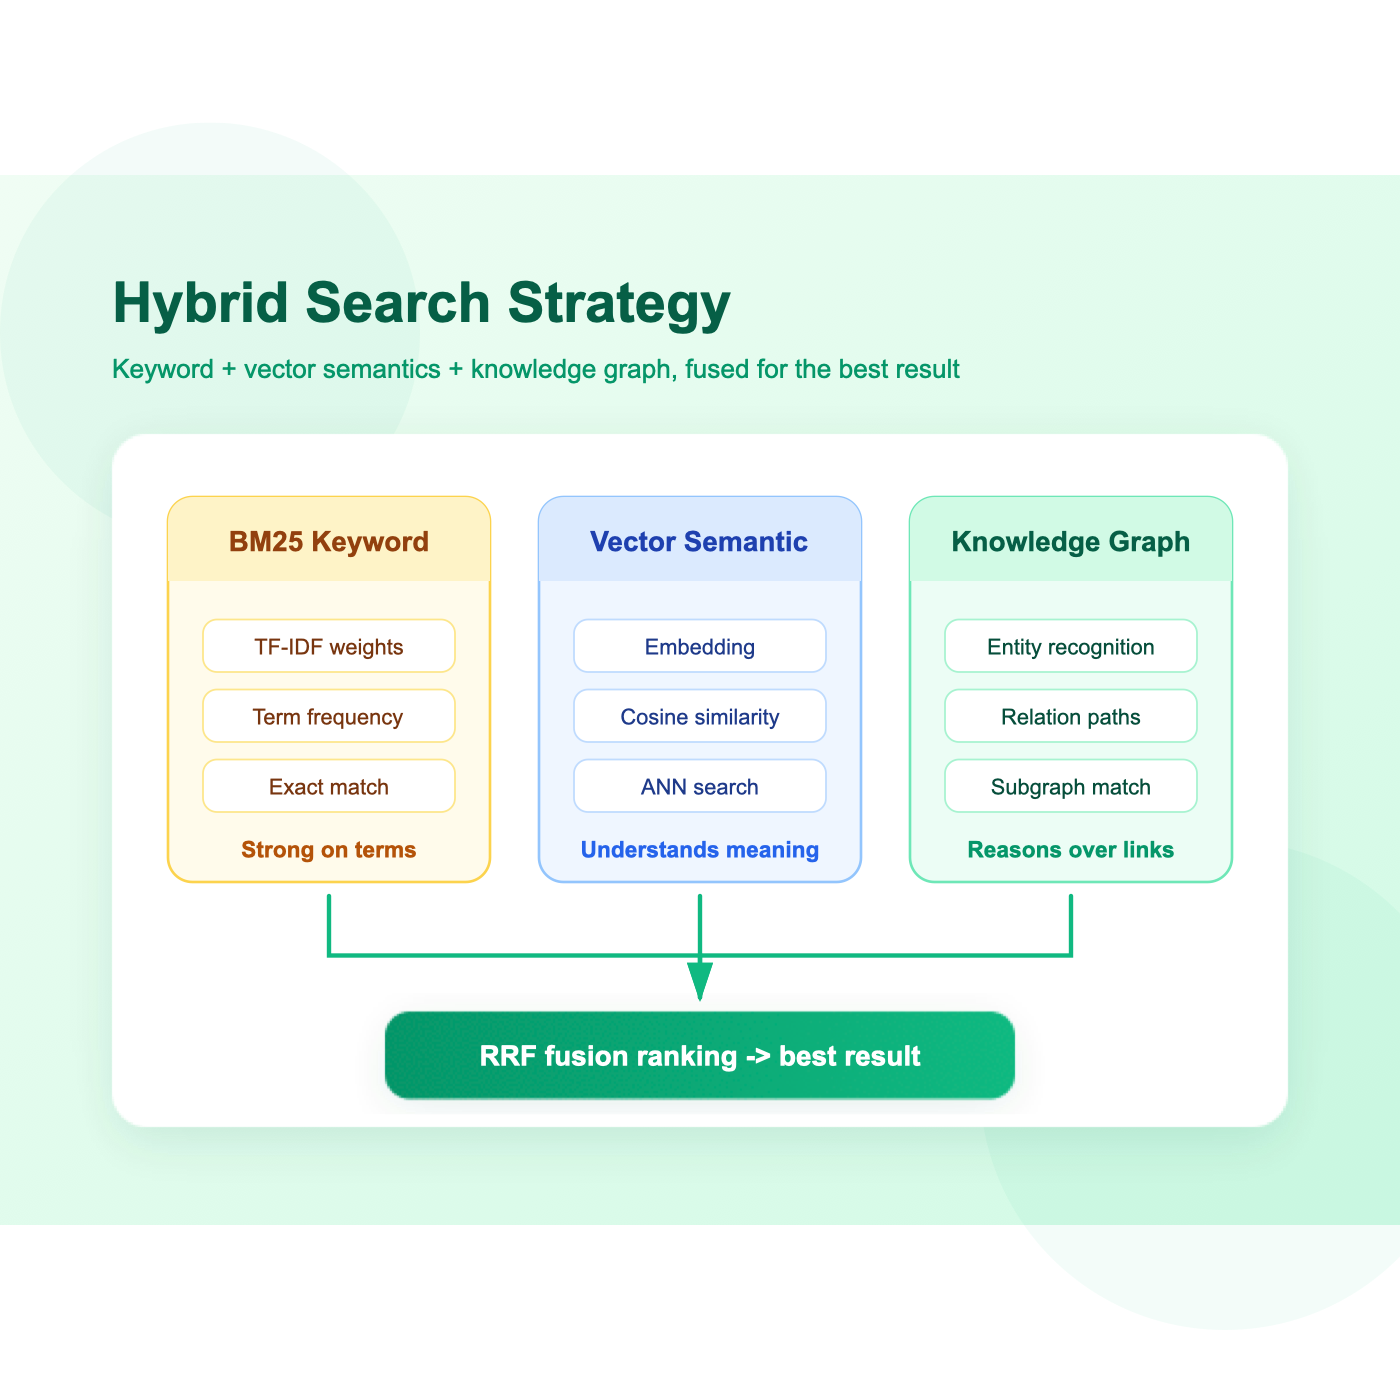 Hybrid Search Strategy
Keyword + vector semantics + knowledge graph, fused for the best result
BM25 Keyword
TF-IDF weights
Term frequency
Exact match
Strong on terms
Vector Semantic
Embedding
Cosine similarity
ANN search
Understands meaning
Knowledge Graph
Entity recognition
Relation paths
Subgraph match
Reasons over links
RRF fusion ranking -> best result